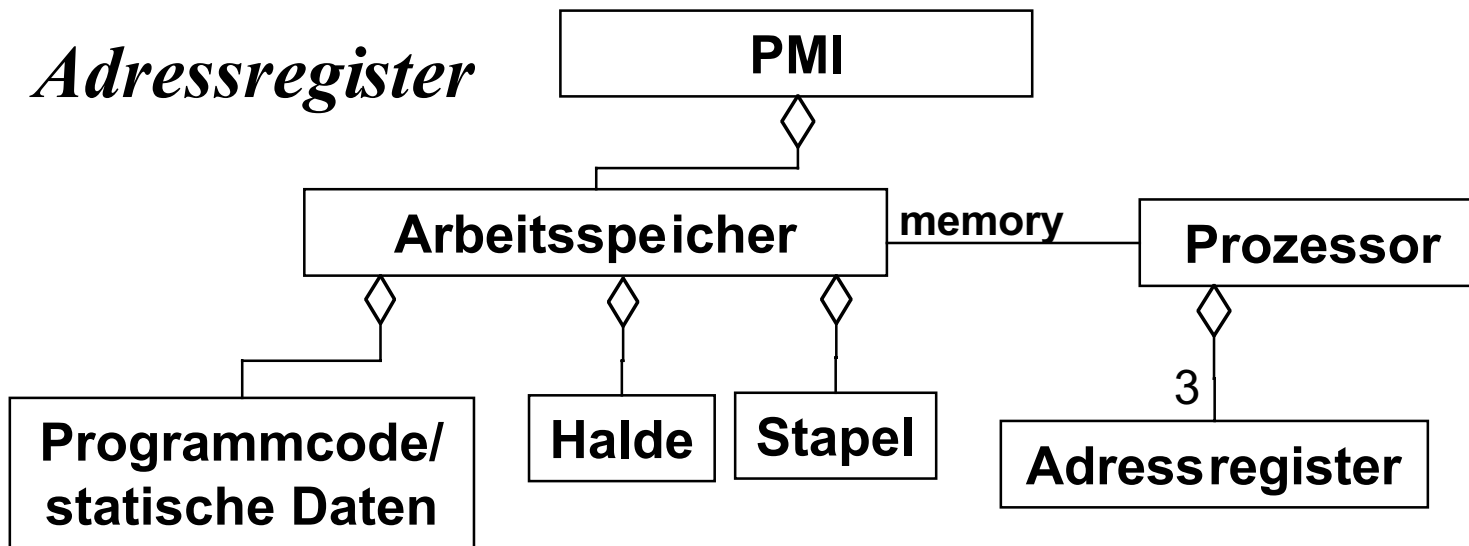 Adressregister
PMI
Arbeitsspeicher
memory
Prozessor
3
Programmcode/
statische Daten
Halde
Stapel
Adressregister